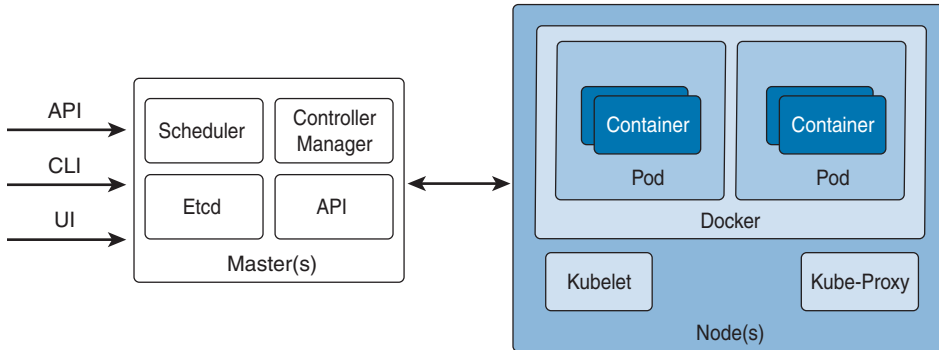 API
CLI
UI
Scheduler
Controller
Manager
Etcd
API
Master(s)
Container
Pod
Container
Pod
Docker
Kubelet
Kube-Proxy
Node(s)